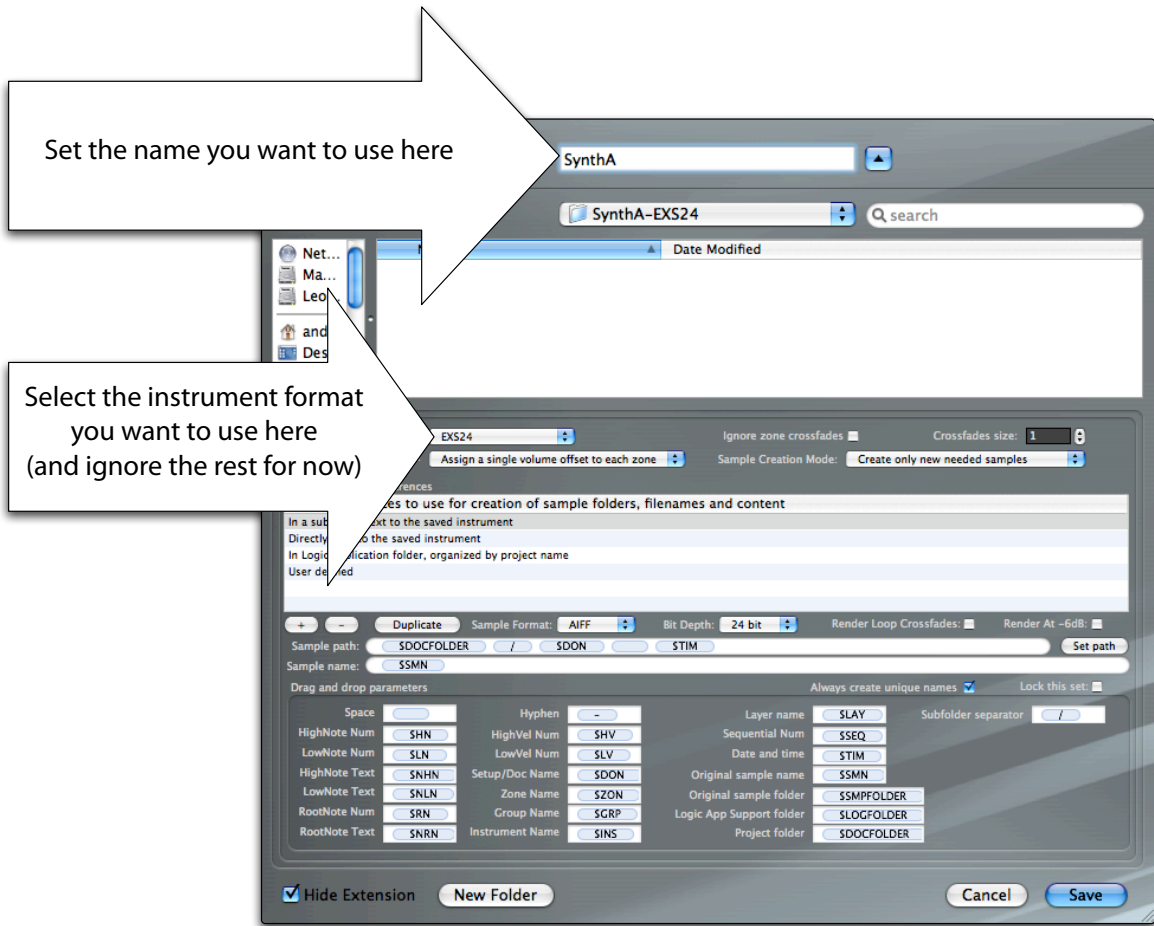 Set the name you want to use here
SynthA
SynthA-EXS24
search
Date Modified
Net...
Ma...
Leo
and
Des
Select the instrument format
you want to use here
(and ignore the rest for now)
EXS24
Ignore zone crossfades
Crossfades size: 1
Assign a single volume offset to each zone
Sample Creation Mode: Create only new needed samples
to use for creation of sample folders, filenames and content
In a sub to the saved instrument
Directly the saved instrument
In Logic folder, organized by project name
User
+ - Duplicate Sample Format: AIFF Bit Depth: 24 bit Render Loop Crossfades: Render At -6dB:
Sample path: $DOCFOLDER / $DON $TIM Set path
Sample name: $SMN
Drag and drop parameters Always create unique names Lock this set:
Space Hyphen - Layer name $LAY Subfolder separator /
HighNote Num $HN HighVel Num $HV Sequential Num $SEQ
LowNote Num $LN LowVel Num $LV Date and time $TIM
HighNote Text $NHN Setup/Doc Name $DON Original sample name $SMN
LowNote Text $NLN Zone Name $ZON Original sample folder $SMPFOLDER
RootNote Num $RN Group Name $GRP Logic App Support folder $LOGFOLDER
RootNote Text $NRN Instrument Name $INS Project folder $DOCFOLDER
Hide Extension New Folder Cancel Save